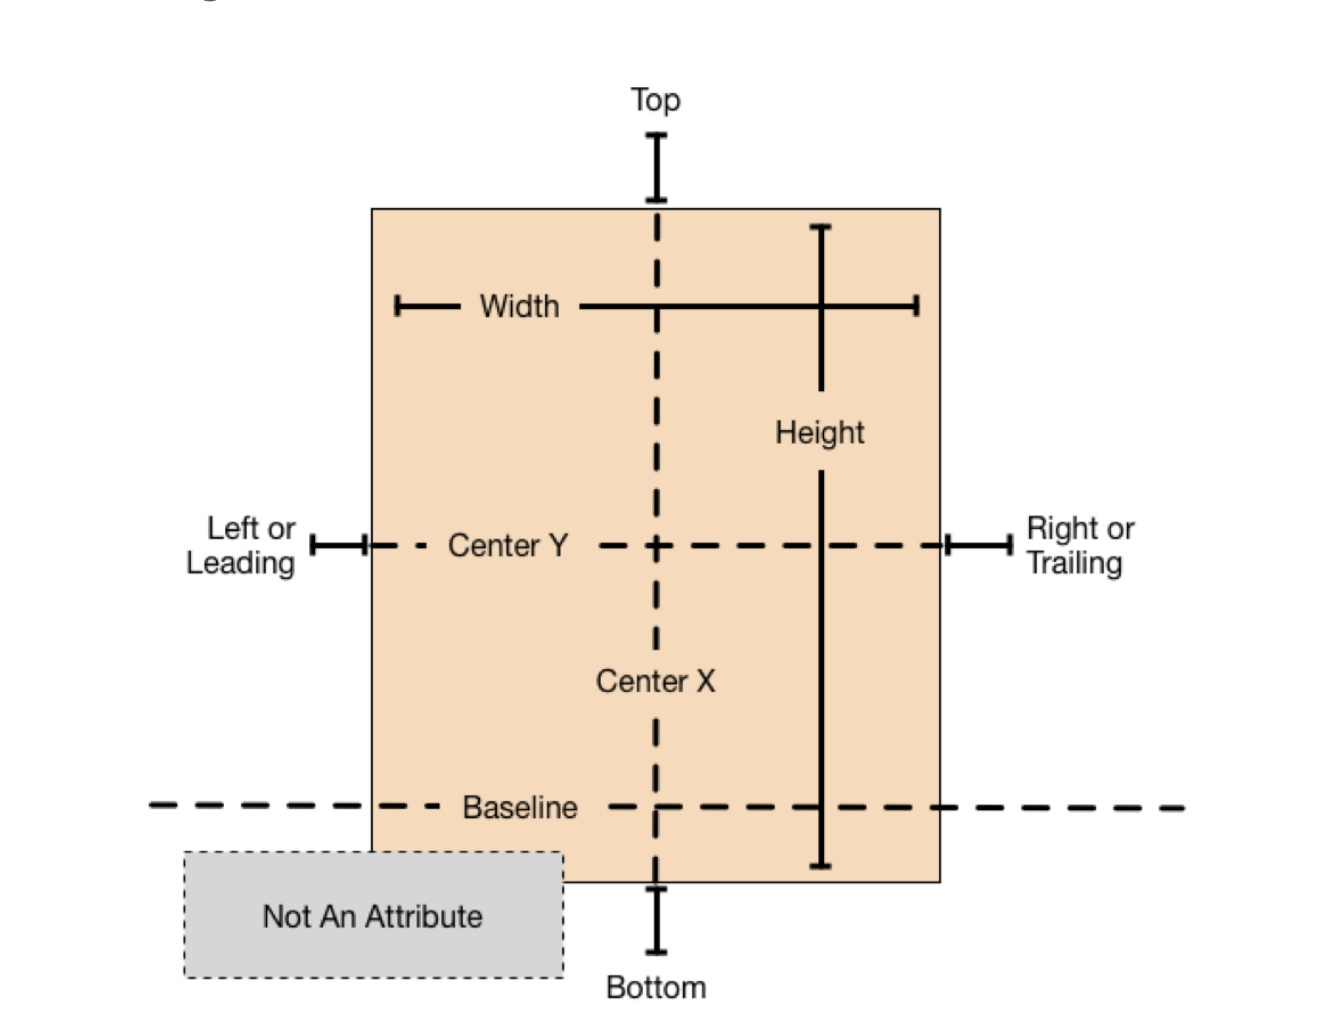 Top
Width
Height
Left or
Leading
Center Y
Right or
Trailing
Center X
Baseline
Not An Attribute
Bottom